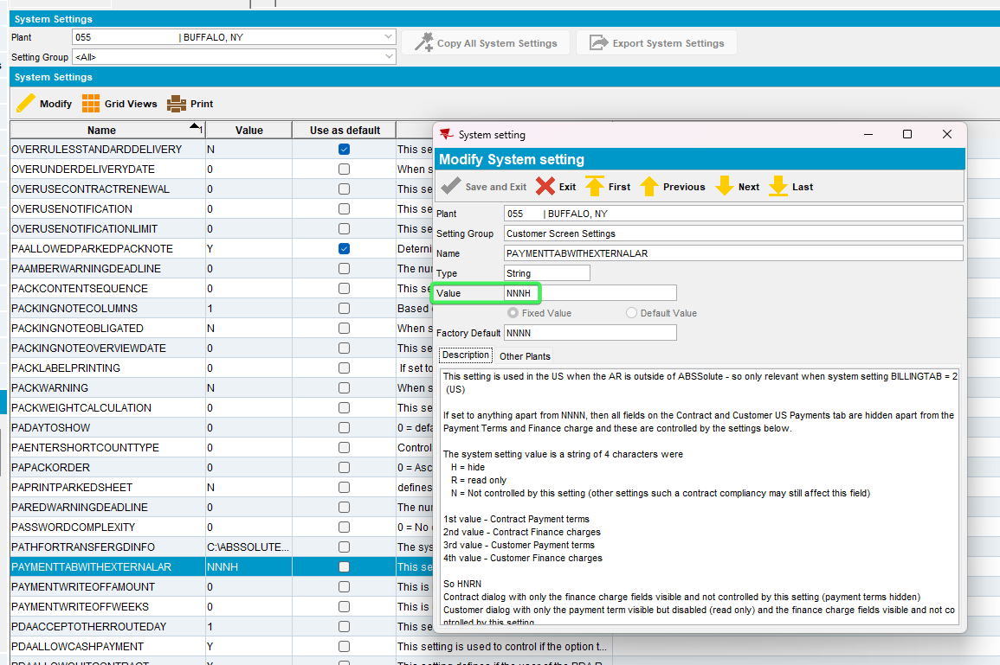 System Settings
Plant 055 | BUFFALO, NY Copy All System Settings Export System Settings
Setting Group <All>
System Settings
Modify Grid Views Print
Name 1 Value Use as default
OVERRULESSTANDARDDELIVERY N This se
OVERUNDERDELIVERYDATE 0 When s
OVERUSECONTRACTRENEWAL 0 This se
OVERUSENOTIFICATION 0 This se
OVERUSENOTIFICATIONLIMIT 0 This se
PAALLOWEDPARKEDPACKNOTE Y Determi
PAAMBERWARNINGDEADLINE 0 The nu
PACKCONTENTSEQUENCE 0 This se
PACKINGNOTECOLUMNS 1 Based
PACKINGNOTEOBLIGATED N When s
PACKINGNOTEOVERVIEWDATE 0 This se
PACKLABELPRINTING 0 If set to
PACKWARNING N When s
PACKWEIGHTCALCULATION 0 This se
PADAYTOSHOW 0 0 = defa
PAENTERSHORTCOUNTTYPE 0 Control
PAPACKORDER 0 0 = Asc
PAPRINTPARKEDSHEET N defines
PAREDWARNINGDEADLINE 0 The nu
PASSWORDCOMPLEXITY 0 0 = No
PATHFORTRANSFERGDINFO C:\ABSSOLUTE... The sys
PAYMENTTABWITHEXTERNALAR NNNH This se
PAYMENTWRITEOFFAMOUNT 0 This is
PAYMENTWRITEOFFWEEKS 0 This is
PDAACCEPTOTHERROUTEDAY 1 This se
PDAALLOWCASHPAYMENT Y This setting is used to control if the option t...
System setting
Modify System setting
Save and Exit Exit First Previous Next Last
Plant 055 | BUFFALO, NY
Setting Group Customer Screen Settings
Name PAYMENTTABWITHEXTERNALAR
Type String
Value NNNH
Fixed Value Default Value
Factory Default NNNN
Description Other Plants
This setting is used in the US when the AR is outside of ABSSolute - so only relevant when system setting BILLINGTAB = 2
(US)
If set to anything apart from NNNN, then all fields on the Contract and Customer US Payments tab are hidden apart from the
Payment Terms and Finance charge and these are controlled by the settings below.
The system setting value is a string of 4 characters were
H = hide
R = read only
N = Not controlled by this setting (other settings such a contract compliancy may still affect this field)
1st value - Contract Payment terms
2nd value - Contract Finance charges
3rd value - Customer Payment terms
4th value - Customer Finance charges
So HNRN
Contract dialog with only the finance charge fields visible and not controlled by this setting (payment terms hidden)
Customer dialog with only the payment term visible but disabled (read only) and the finance charge fields visible and not co
ntrolled by this setting